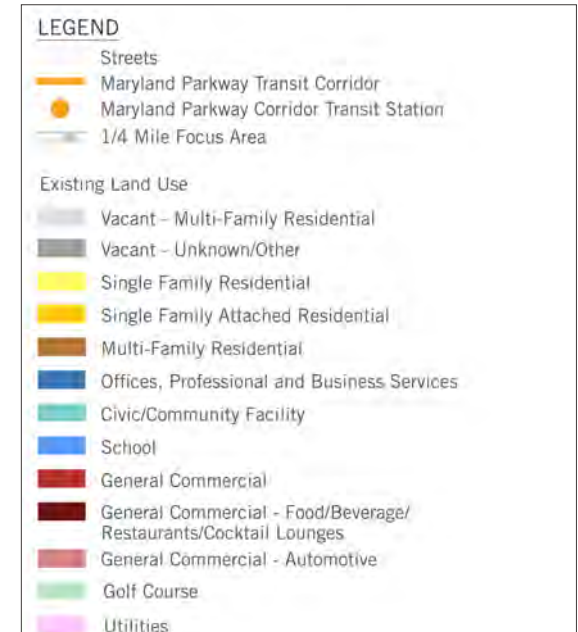 LEGEND
Streets
Maryland Parkway Transit Corridor
Maryland Parkway Corridor Transit Station
1/4 Mile Focus Area
Existing Land Use
Vacant - Multi-Family Residential
Vacant - Unknown/Other
Single Family Residential
Single Family Attached Residential
Multi-Family Residential
Offices, Professional and Business Services
Civic/Community Facility
School
General Commercial
General Commercial - Food/Beverage/
Restaurants/Cocktail Lounges
General Commercial - Automotive
Golf Course
Utilities